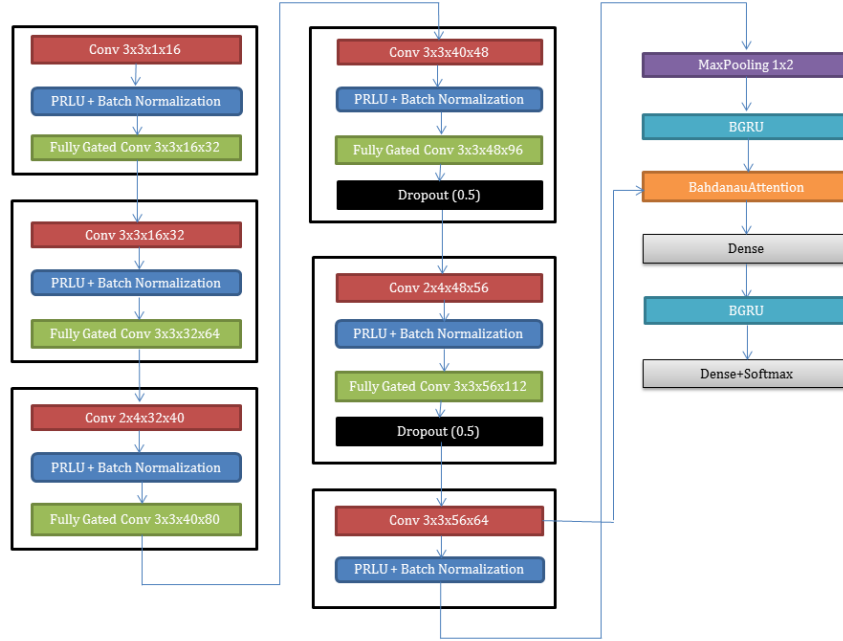 Conv 3x3x1x16
PRLU + Batch Normalization
Fully Gated Conv 3x3x16x32
Conv 3x3x16x32
PRLU + Batch Normalization
Fully Gated Conv 3x3x32x64
Conv 2x4x32x40
PRLU + Batch Normalization
Fully Gated Conv 3x3x40x80
Conv 3x3x40x48
PRLU + Batch Normalization
Fully Gated Conv 3x3x48x96
Dropout (0.5)
Conv 2x4x48x56
PRLU + Batch Normalization
Fully Gated Conv 3x3x56x112
Dropout (0.5)
Conv 3x3x56x64
PRLU + Batch Normalization
MaxPooling 1x2
BGRU
BahdanauAttention
Dense
BGRU
Dense+Softmax